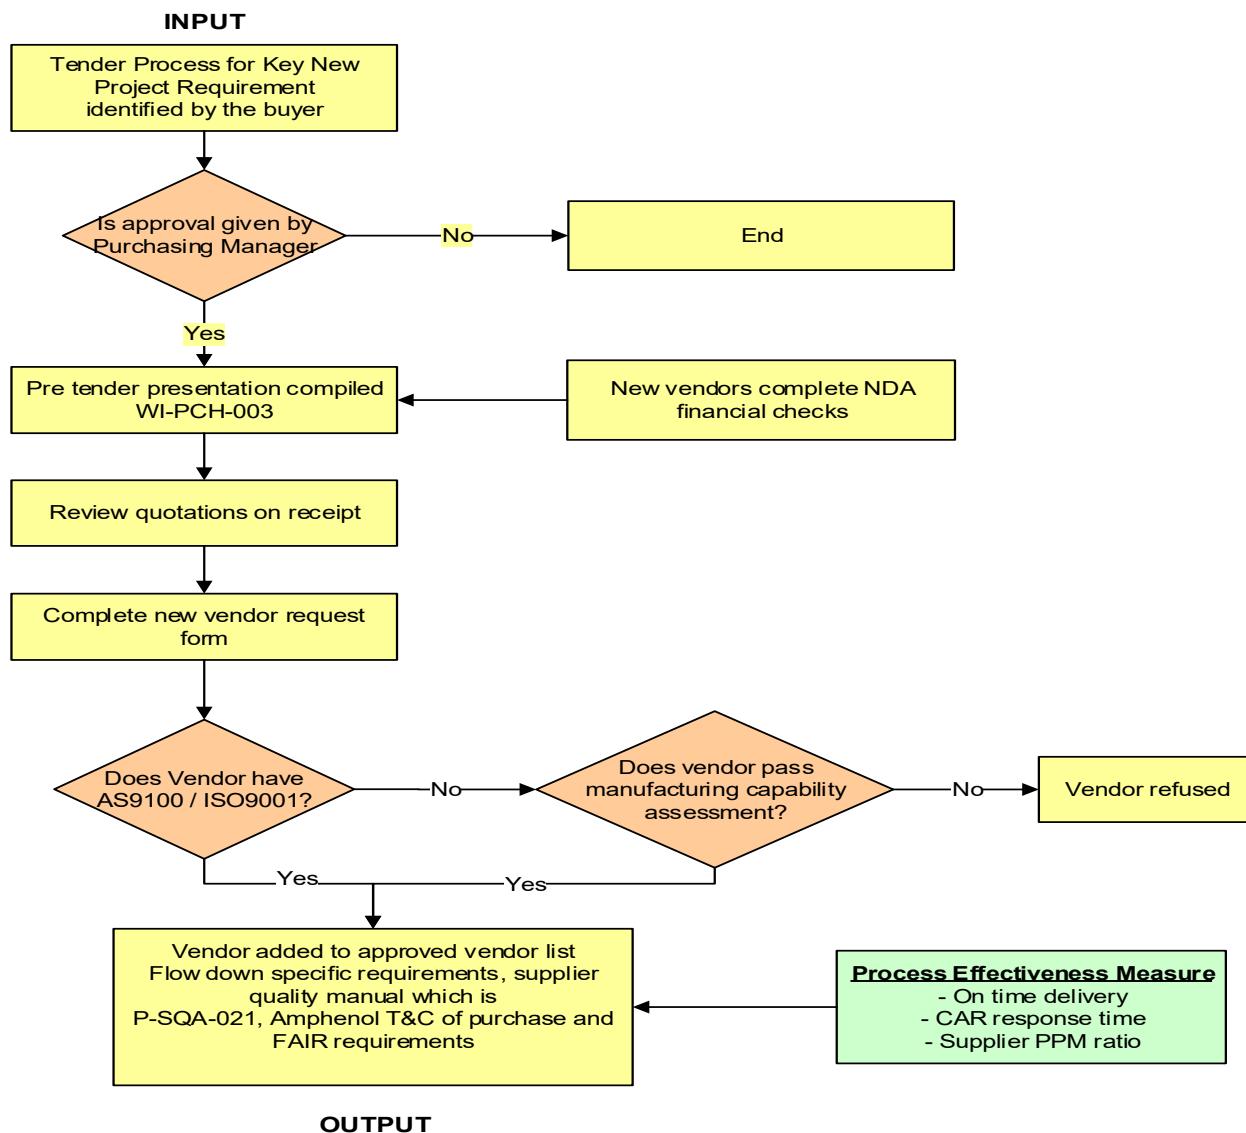 INPUT
Tender Process for Key New
Project Requirement
identified by the buyer
Is approval given by
Purchasing Manager
No
End
Yes
Pre tender presentation compiled
WI-PCH-003
New vendors complete NDA
financial checks
Review quotations on receipt
Complete new vendor request
form
Does Vendor have
AS9100 / ISO9001?
No
Does vendor pass
manufacturing capability
assessment?
No
Vendor refused
Yes
Yes
Vendor added to approved vendor list
Flow down specific requirements, supplier
quality manual which is
P-SQA-021, Amphenol T&C of purchase and
FAIR requirements
Process Effectiveness Measure
- On time delivery
- CAR response time
- Supplier PPM ratio
OUTPUT